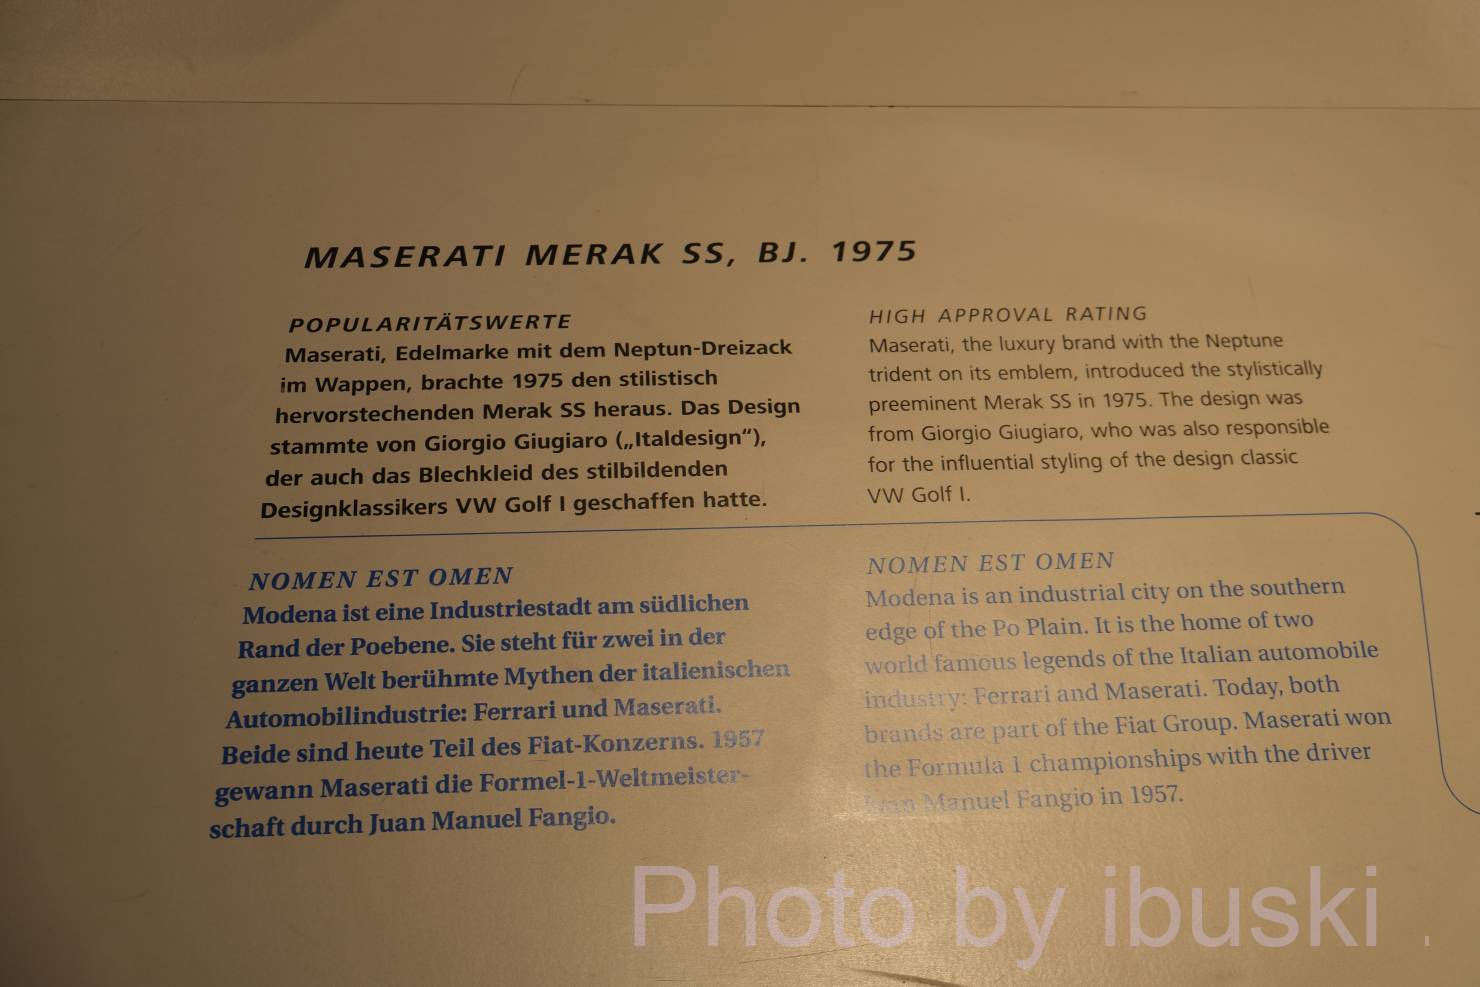 MASERATI MERAK SS, BJ. 1975
POPULARITÄTSWERTE
Maserati, Edelmarke mit dem Neptun-Dreizack
im Wappen, brachte 1975 den stilistisch
hervorstechenden Merak SS heraus. Das Design
stammte von Giorgio Giugiaro („Italdesign“),
der auch das Blechkleid des stilbildenden
Designklassikers VW Golf I geschaffen hatte.
HIGH APPROVAL RATING
Maserati, the luxury brand with the Neptune
trident on its emblem, introduced the stylistically
preeminent Merak SS in 1975. The design was
from Giorgio Giugiaro, who was also responsible
for the influential styling of the design classic
VW Golf I.
NOMEN EST OMEN
Modena ist eine Industriestadt am südlichen
Rand der Poebene. Sie steht für zwei in der
ganzen Welt berühmte Mythen der italienischen
Automobilindustrie: Ferrari und Maserati.
Beide sind heute Teil des Fiat-Konzerns. 1957
gewann Maserati die Formel-1-Weltmeister-
schaft durch Juan Manuel Fangio.
NOMEN EST OMEN
Modena is an industrial city on the southern
edge of the Po Plain. It is the home of two
world famous legends of the Italian automobile
industry: Ferrari and Maserati. Today, both
brands are part of the Fiat Group. Maserati won
the Formula 1 championships with the driver
Juan Manuel Fangio in 1957.
Photo by ibuski